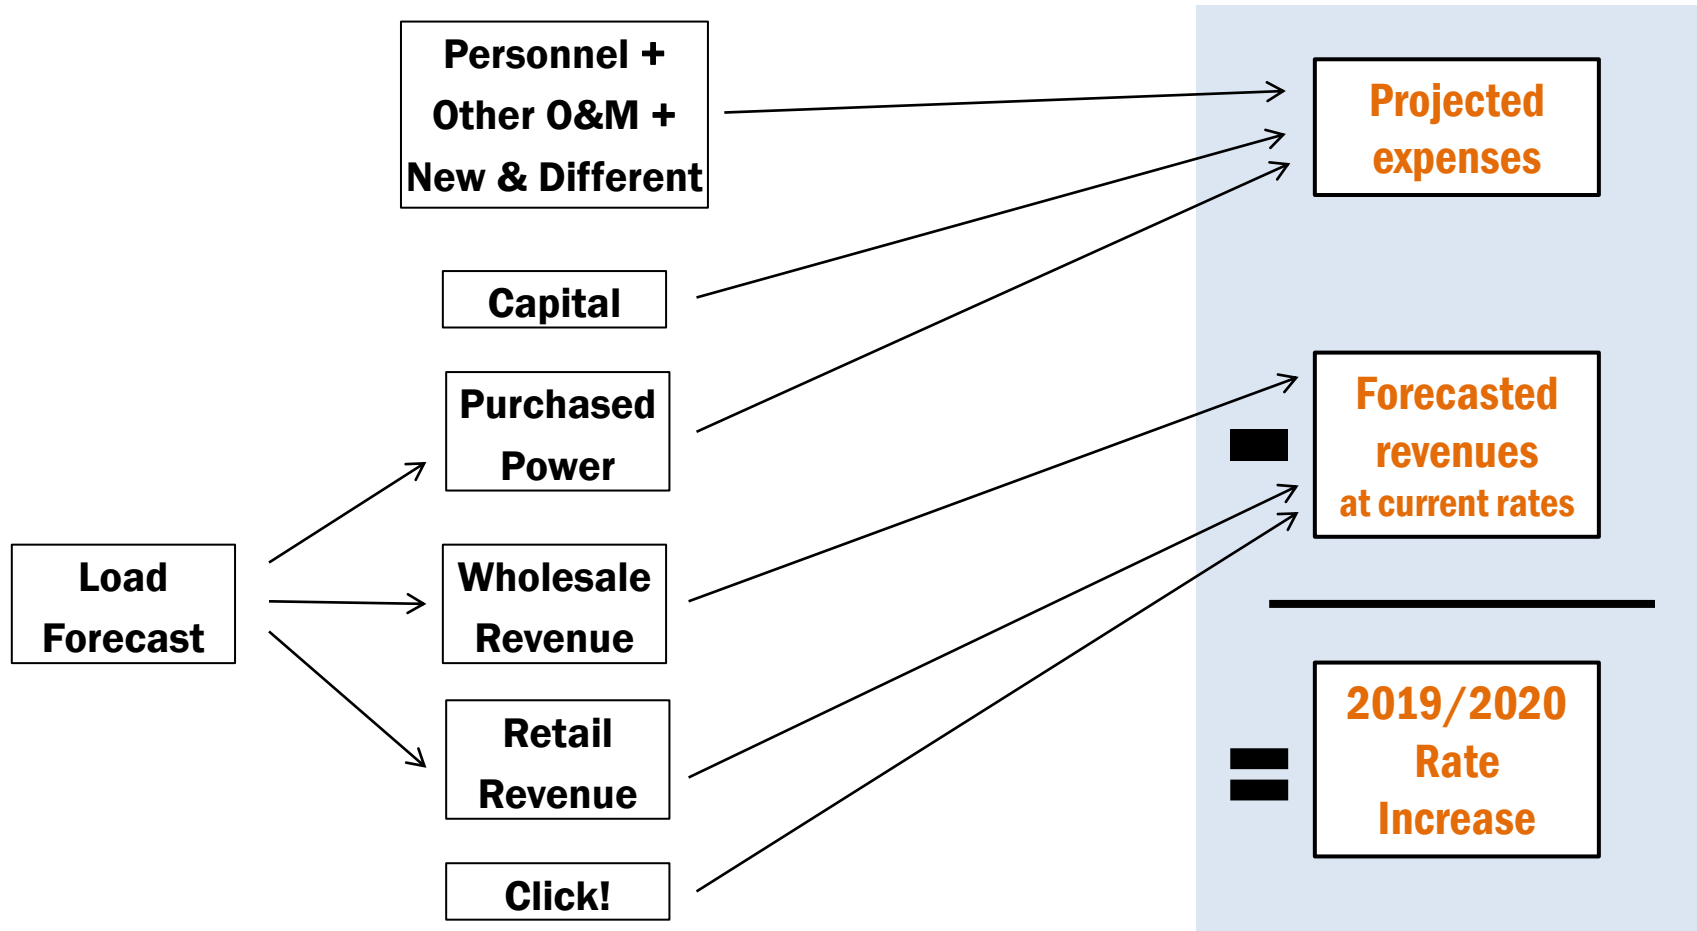 Personnel +
Other O&M +
New & Different
Capital
Purchased
Power
Load
Forecast
Wholesale
Revenue
Retail
Revenue
Click!
Projected
expenses
Forecasted
revenues
at current rates
2019/2020
Rate
Increase